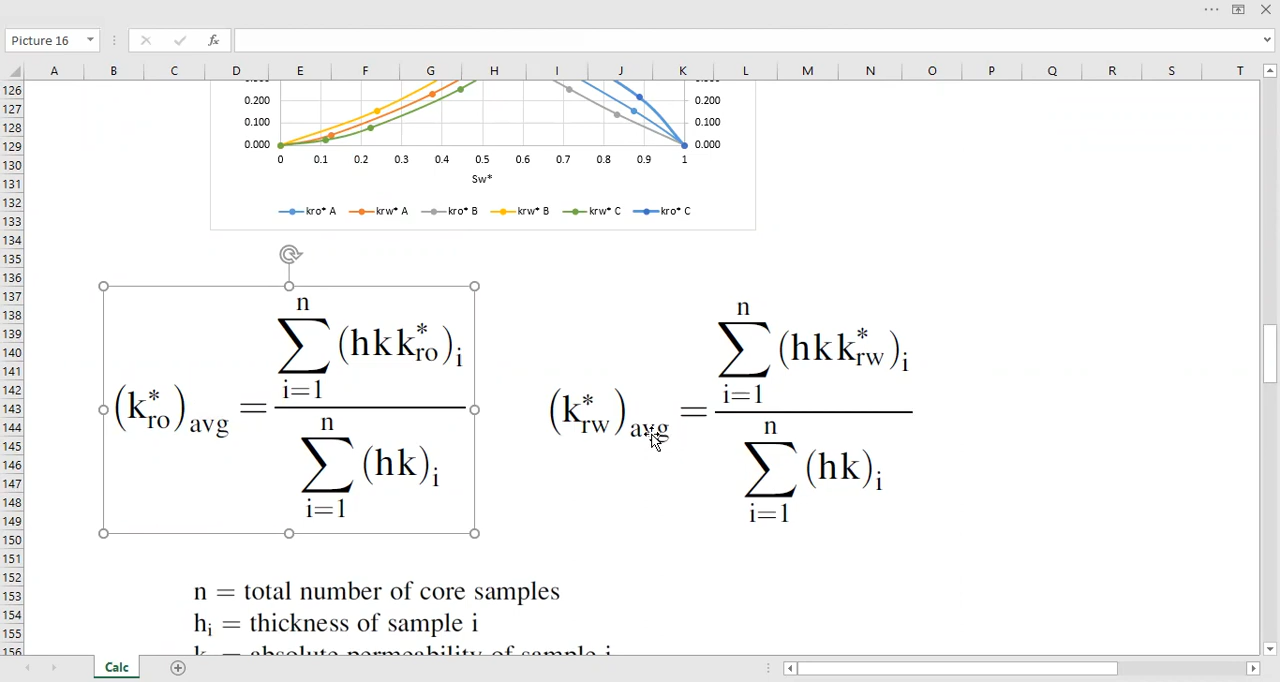 Picture 16
fx
A B C D E F G H I J K L M N O P Q R S T
126
127
128
129
130
131
132
133
134
135
136
137
138
139
140
141
142
143
144
145
146
147
148
149
150
151
152
153
154
155
156
0.200 0.200
0.100 0.100
0.000 0.000
0 0.1 0.2 0.3 0.4 0.5 0.6 0.7 0.8 0.9 1
Sw*
kro* A krw* A kro* B krw* B krw* C kro* C
(k*ro)avg = ∑ i=1 n (hkk*ro)i / ∑ i=1 n (hk)i
(k*rw)avg = ∑ i=1 n (hkk*rw)i / ∑ i=1 n (hk)i
n = total number of core samples
hi = thickness of sample i
k = absolute permeability of sample i
Calc